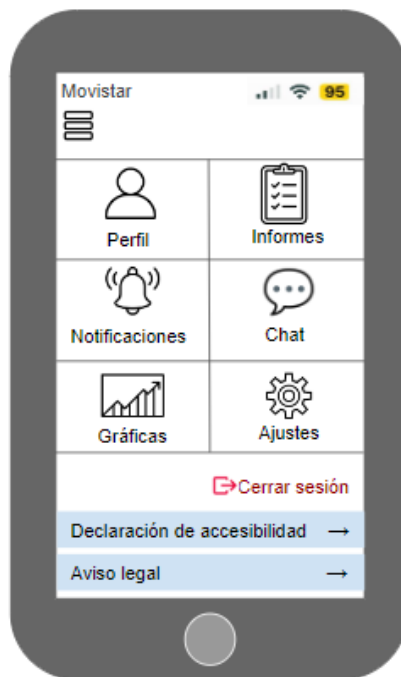 Movistar 95
Perfil Informes
Notificaciones Chat
Gráficas Ajustes
Cerrar sesión
Declaración de accesibilidad →
Aviso legal →